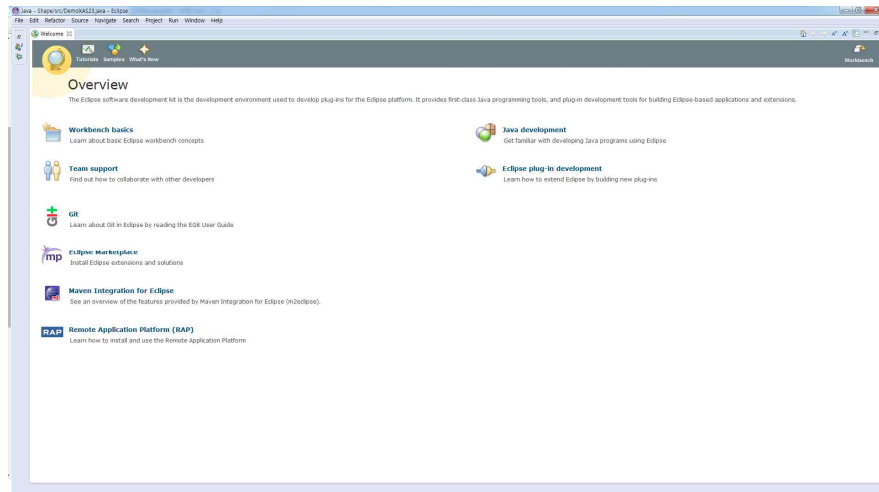 Java - Shape/src/DemoXAS23.java - Eclipse
File Edit Refactor Source Navigate Search Project Run Window Help
Welcome
Tutorials Samples What's New
Workbench
Overview
The Eclipse software development kit is the development environment used to develop plug-ins for the Eclipse platform. It provides first-class Java programming tools, and plug-in development tools for building Eclipse-based applications and extensions.
Workbench basics
Learn about basic Eclipse workbench concepts
Java development
Get familiar with developing Java programs using Eclipse
Team support
Find out how to collaborate with other developers
Eclipse plug-in development
Learn how to extend Eclipse by building new plug-ins
git
Git
Learn about Git in Eclipse by reading the EGit User Guide
mp
Eclipse Marketplace
Install Eclipse extensions and solutions
Maven Integration for Eclipse
See an overview of the features provided by Maven Integration for Eclipse (m2eclipse).
RAP
Remote Application Platform (RAP)
Learn how to install and use the Remote Application Platform